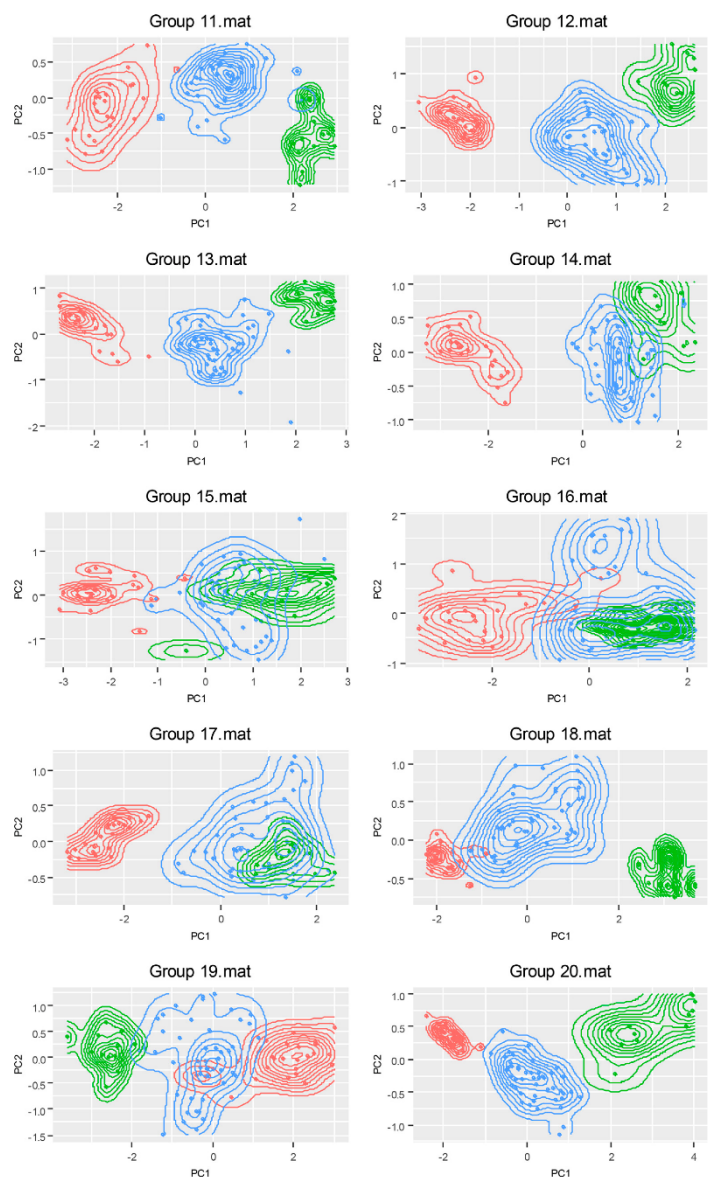 Group 11.mat
Group 12.mat
PC2
0.5
0.0
-0.5
-1.0
-2
0
2
PC1
PC2
1
0
-1
-3
-2
-1
0
1
2
PC1
Group 13.mat
Group 14.mat
PC2
1
0
-1
-2
-2
-1
0
1
2
3
PC1
PC2
1.0
0.5
0.0
-0.5
-1.0
-2
0
2
PC1
Group 15.mat
Group 16.mat
PC2
1
0
-1
-3
-2
-1
0
1
2
3
PC1
PC2
2
1
0
-1
-2
0
2
PC1
Group 17.mat
Group 18.mat
PC2
1.0
0.5
0.0
-0.5
-2
0
2
PC1
PC2
1.0
0.5
0.0
-0.5
-2
-1
0
1
2
3
PC1
Group 19.mat
Group 20.mat
PC2
1.0
0.5
0.0
-0.5
-1.0
-1.5
-2
0
2
PC1
PC2
1.0
0.5
0.0
-0.5
-1.0
-2
0
2
4
PC1